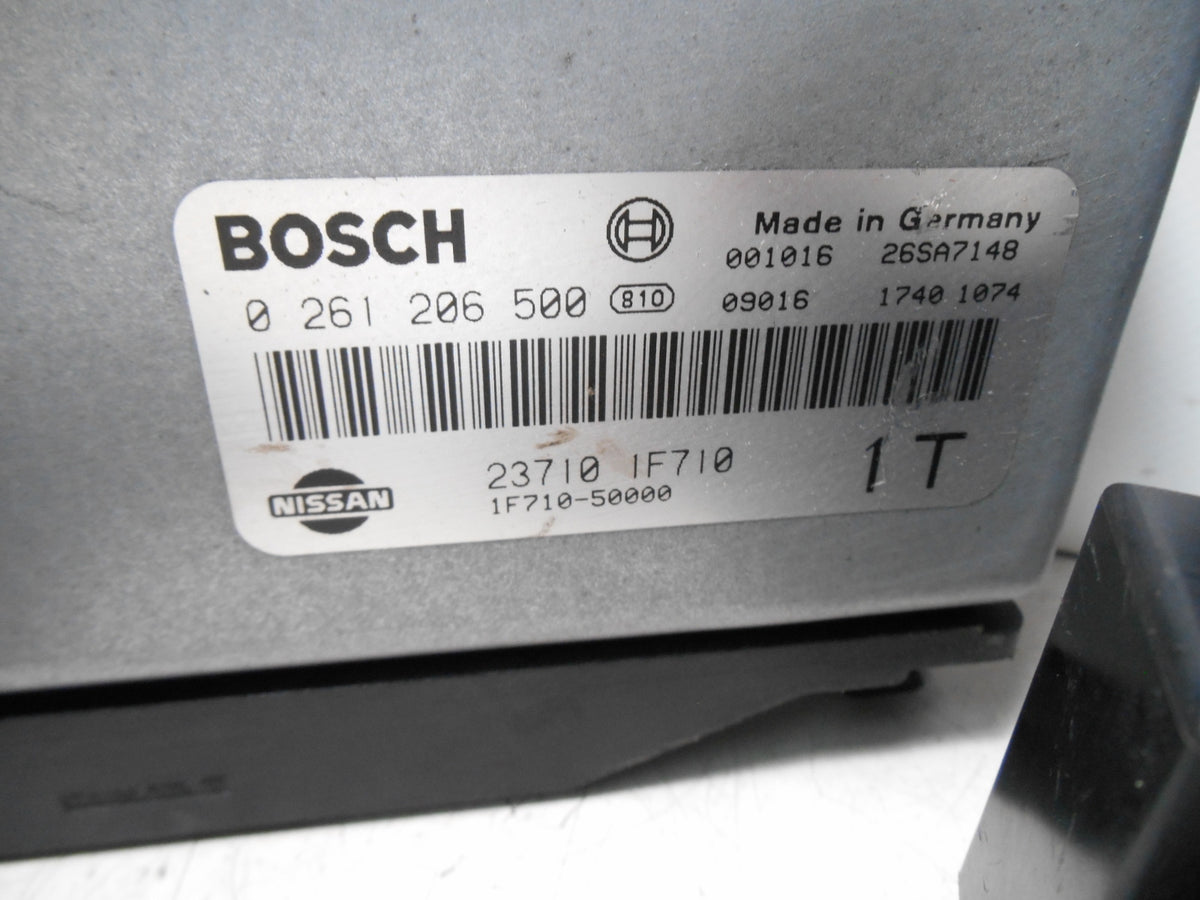 BOSCH
Made in Germany
001016 26SA7148
0 261 206 500 810 09016 1740 1074
23710 1F710
1F710-50000
1T
NISSAN